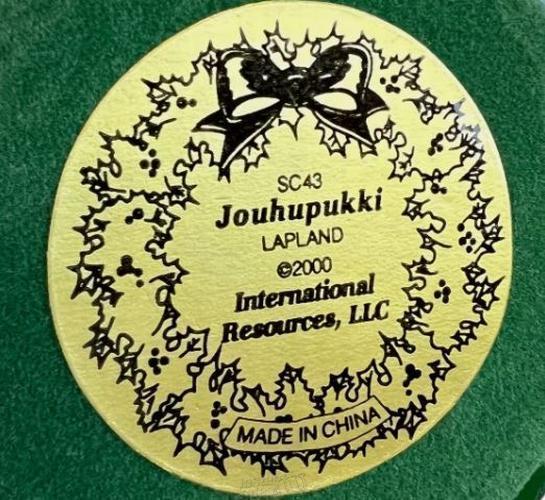 SC43
Jouhupukki
LAPLAND
©2000
International
Resources, LLC
MADE IN CHINA